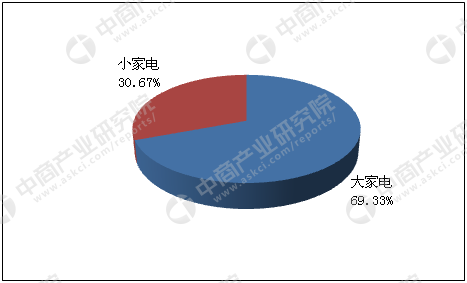 小家电
30.67%
大家电
69.33%
中商产业研究院
www.askci.com/reports/